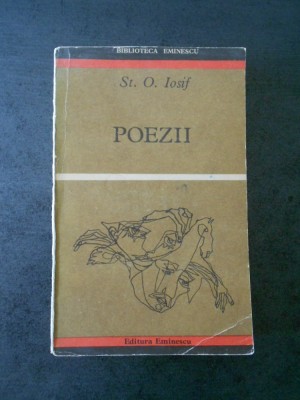 BIBLIOTECA EMINESCU
St. O. Iosif
POEZII
Editura Eminescu